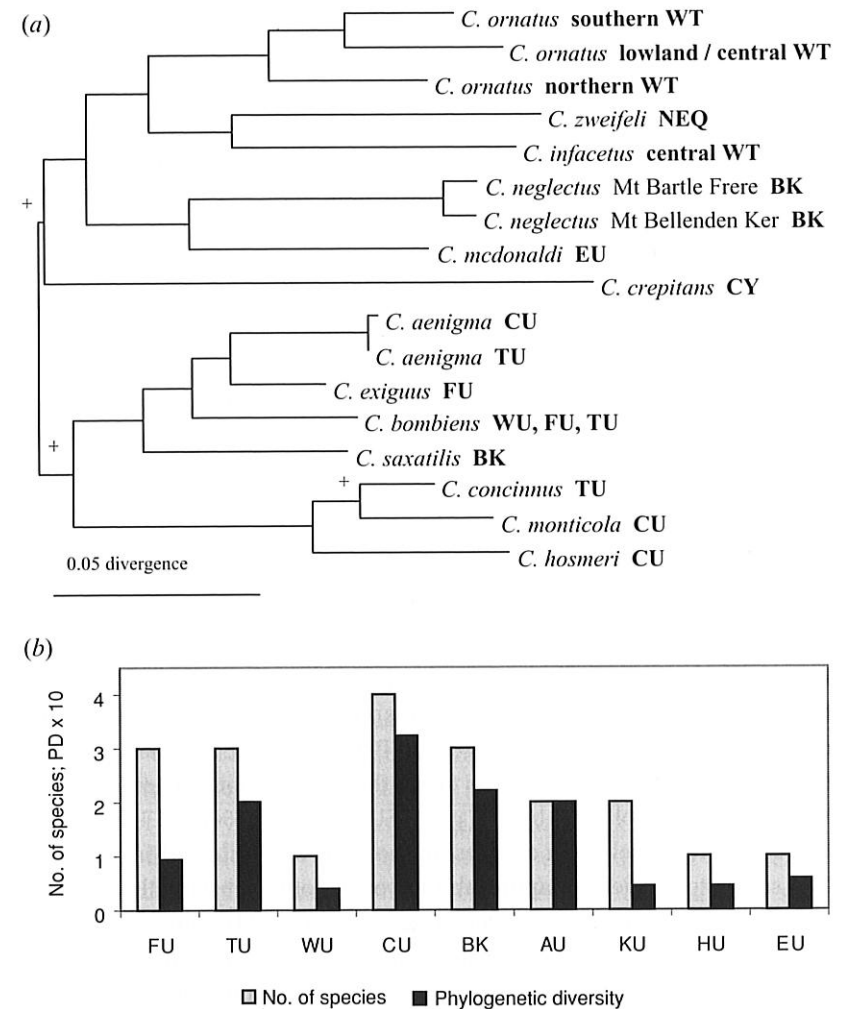 (a)
C. ornatus southern WT
C. ornatus lowland / central WT
C. ornatus northern WT
C. zweifeli NEQ
C. infacetus central WT
+
C. neglectus Mt Bartle Frere BK
C. neglectus Mt Bellenden Ker BK
C. mcdonaldi EU
C. crepitans CY
C. aenigma CU
C. aenigma TU
C. exiguus FU
C. bombiens WU, FU, TU
+
C. saxatilis BK
+
C. concinnus TU
C. monticola CU
C. hosmeri CU
0.05 divergence
(b)
No. of species; PD x 10
4
3
2
1
0
FU TU WU CU BK AU KU HU EU
No. of species Phylogenetic diversity